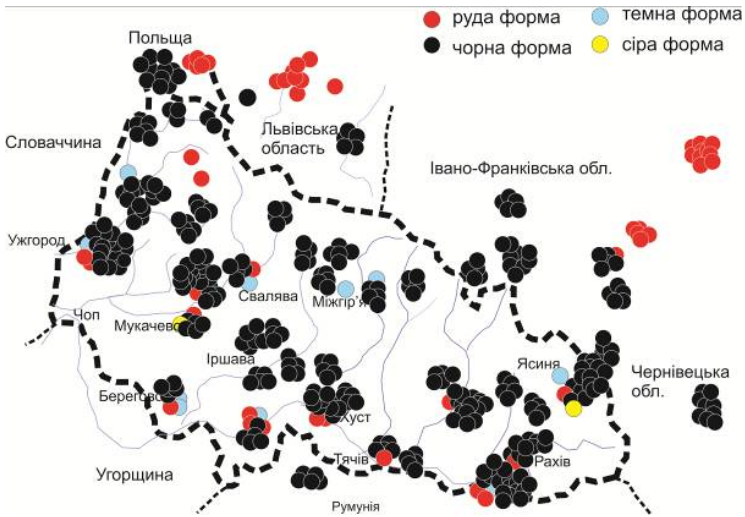 Польща
руда форма
темна форма
чорна форма
сіра форма
Словаччина
Львівська
область
Івано-Франківська обл.
Ужгород
Чоп
Мукачево
Свалява
Міжгір'я
Іршава
Ясиня
Чернівецька
обл.
Берегово
Хуст
Угорщина
Тячів
Рахів
Румунія